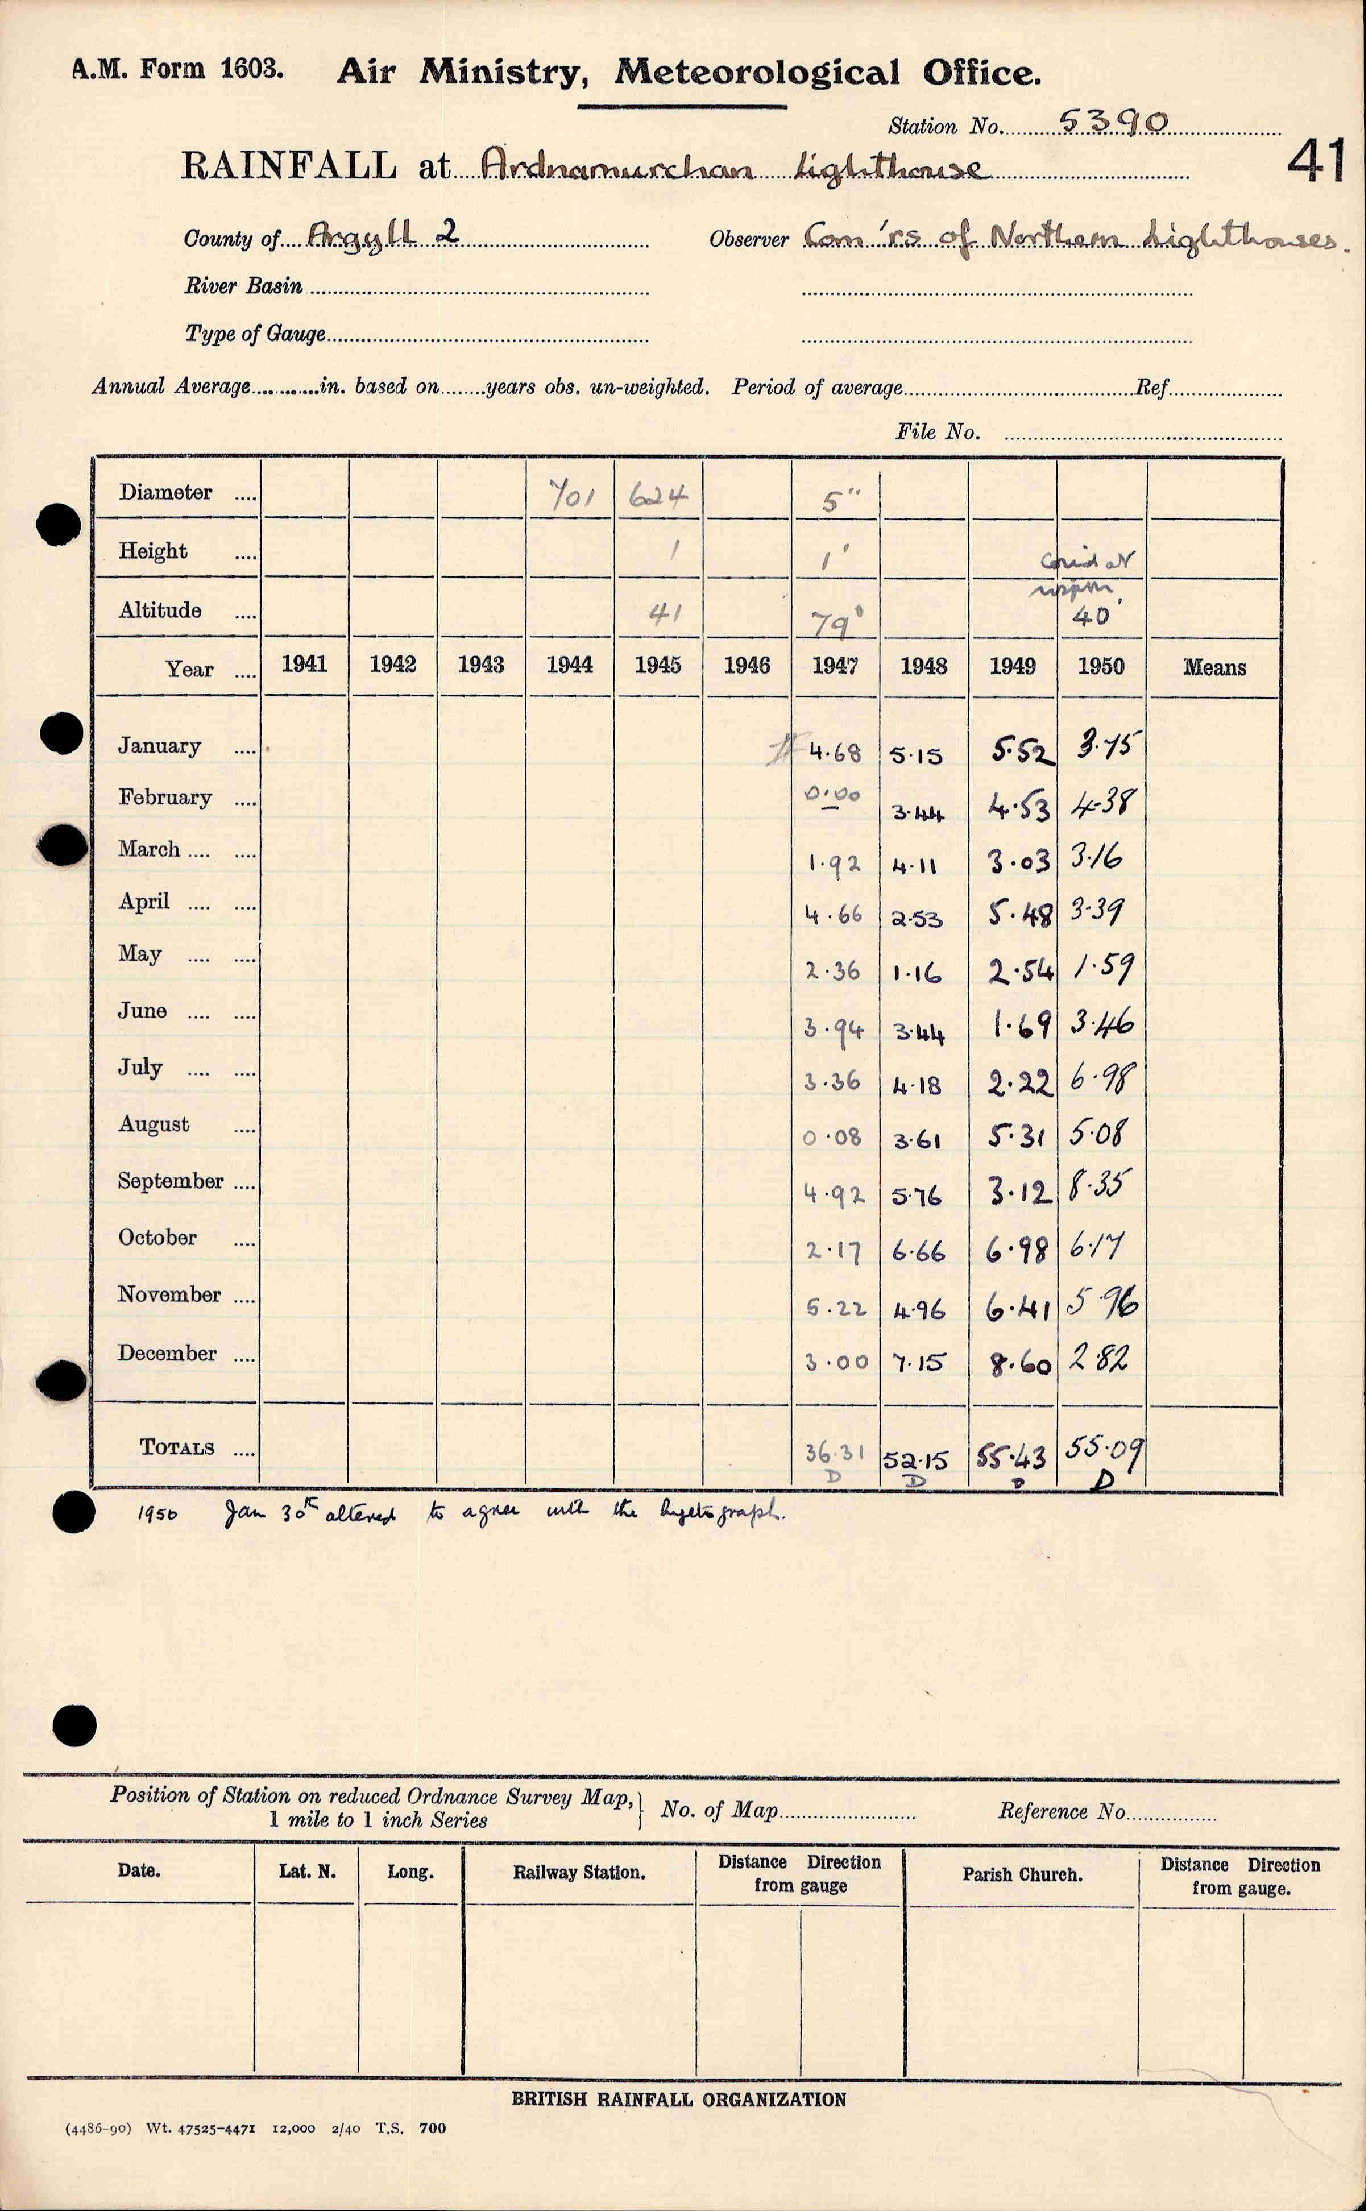 A.M. Form 1603. Air Ministry, Meteorological Office.
Station No. 5390
41
RAINFALL at Ardnamurchan Lighthouse
County of Argyll 2 Observer Com'rs of Northern Lighthouses.
River Basin
Type of Gauge
Annual Average in. based on years obs. un-weighted. Period of average Ref.
File No.
Diameter 701 624 5"
Height 1 1'
Altitude 41 79' 40'
Year 1941 1942 1943 1944 1945 1946 1947 1948 1949 1950 Means
January 4.68 5.15 5.52 3.75
February 0.00 3.44 4.53 4.38
March 1.92 4.11 3.03 3.16
April 4.66 2.53 5.48 3.39
May 2.36 1.16 2.54 1.59
June 3.94 3.44 1.69 3.46
July 3.36 4.18 2.22 6.98
August 0.08 3.61 5.31 5.08
September 4.92 5.76 3.12 8.35
October 2.17 6.66 6.98 6.17
November 5.22 4.96 6.41 5.96
December 3.00 7.15 8.60 2.82
TOTALS 36.31 52.15 55.43 55.09
D D D D
1950 Jan 30th altered to agree with the hyetograph.
Position of Station on reduced Ordnance Survey Map, 1 mile to 1 inch Series } No. of Map Reference No.
Date. Lat. N. Long. Railway Station. Distance Direction from gauge Parish Church. Distance Direction from gauge.
BRITISH RAINFALL ORGANIZATION
(4486-90) Wt. 47525-4471 12,000 2/40 T.S. 700